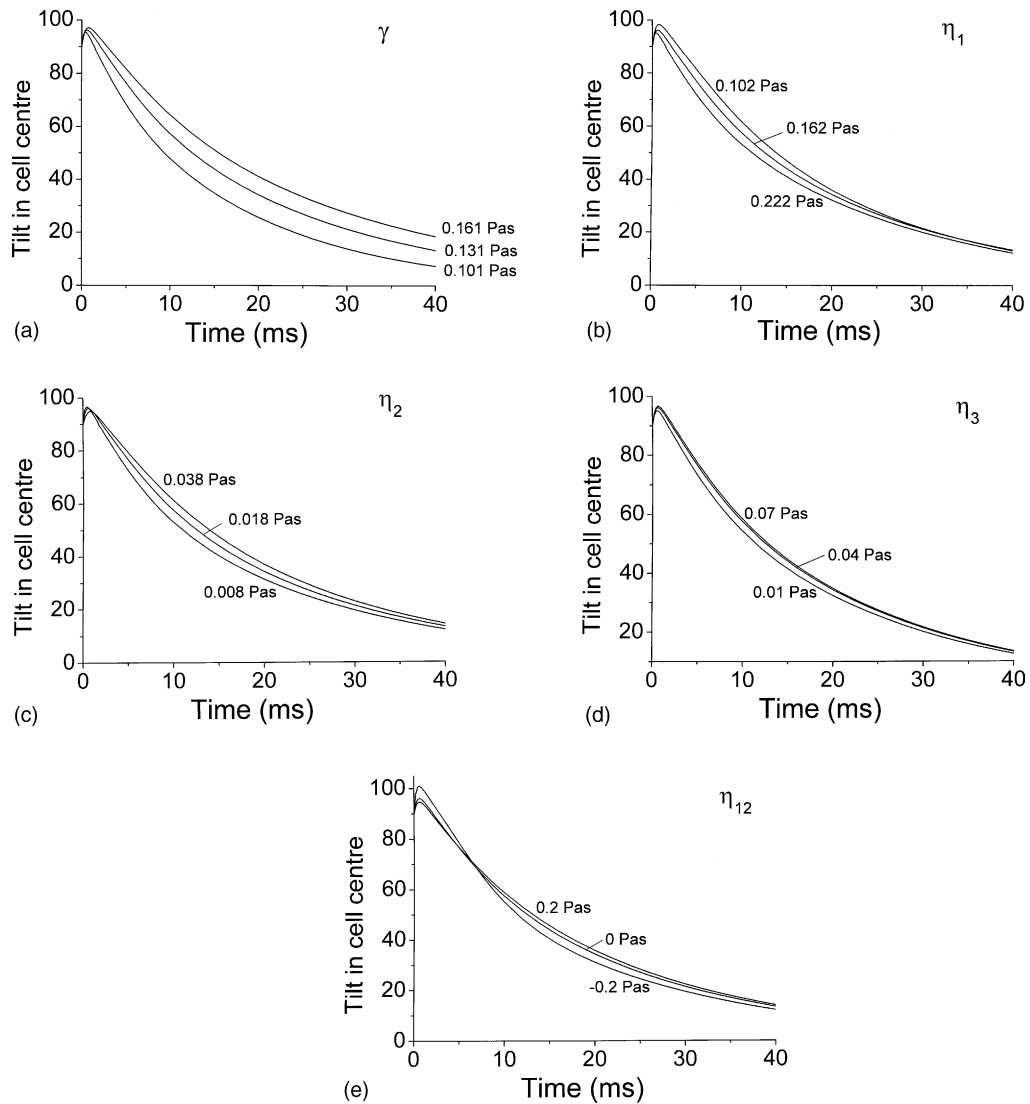 γ
100
80
60
40
20
0
Tilt in cell centre
0.161 Pas
0.131 Pas
0.101 Pas
0 10 20 30 40
Time (ms)
(a)
η1
100
80
60
40
20
0
Tilt in cell centre
0.102 Pas
0.162 Pas
0.222 Pas
0 10 20 30 40
Time (ms)
(b)
η2
100
80
60
40
20
0
Tilt in cell centre
0.038 Pas
0.018 Pas
0.008 Pas
0 10 20 30 40
Time (ms)
(c)
η3
100
80
60
40
20
Tilt in cell centre
0.07 Pas
0.04 Pas
0.01 Pas
0 10 20 30 40
Time (ms)
(d)
η12
100
80
60
40
20
0
Tilt in cell centre
0.2 Pas
0 Pas
-0.2 Pas
0 10 20 30 40
Time (ms)
(e)